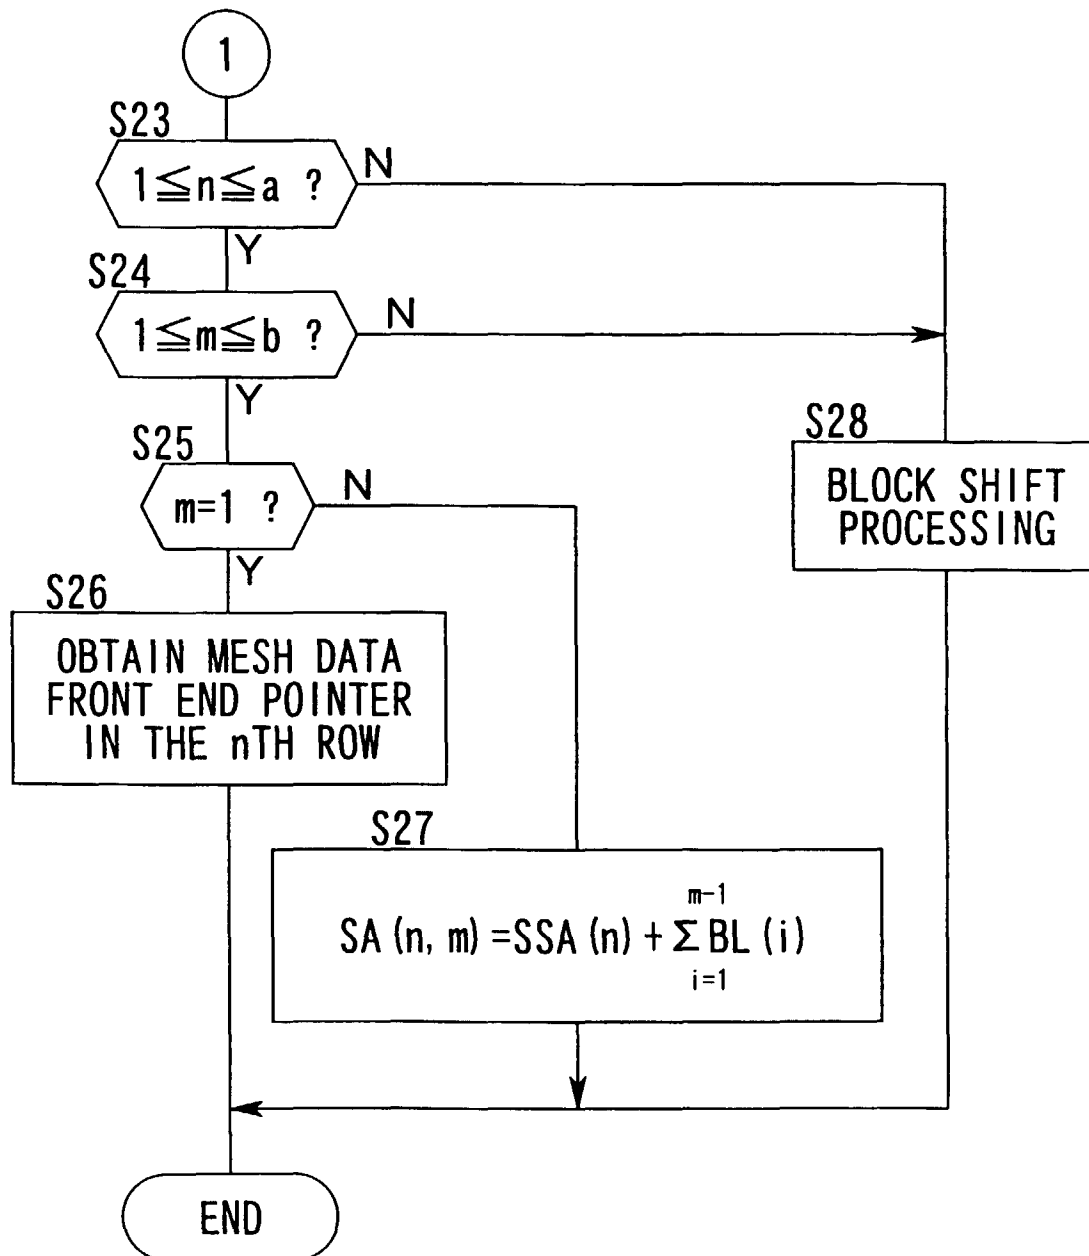 1
S23
1≦n≦a ?
N
Y
S24
1≦m≦b ?
N
Y
S25
m=1 ?
N
Y
S28
BLOCK SHIFT
PROCESSING
S26
OBTAIN MESH DATA
FRONT END POINTER
IN THE nTH ROW
S27
m-1
SA(n, m)=SSA(n)+ΣBL(i)
i=1
END